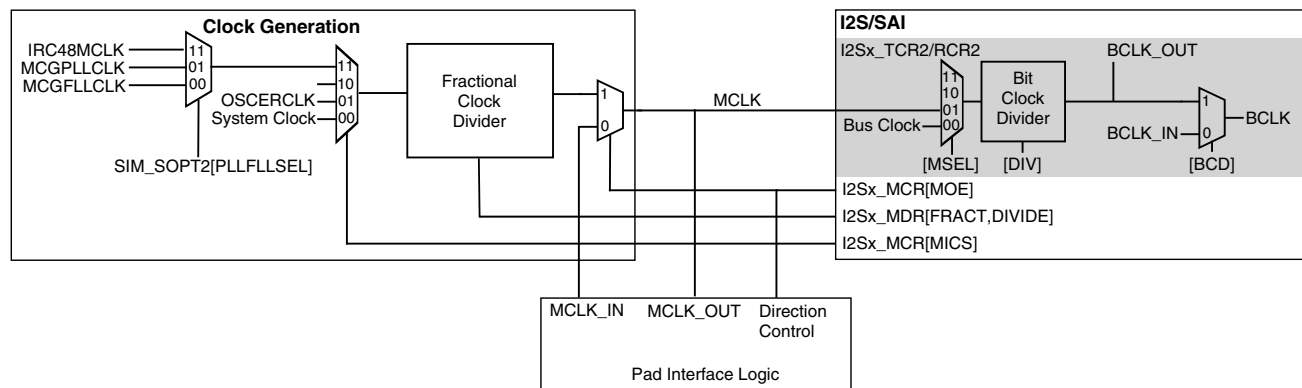 Clock Generation
IRC48MCLK
MCGPLLCLK
MCGFLLCLK
11
01
00
SIM_SOPT2[PLLFLLSEL]
11
10
01
00
OSCERCLK
System Clock
Fractional
Clock
Divider
1
0
MCLK
I2S/SAI
I2Sx_TCR2/RCR2
11
10
01
00
Bus Clock
[MSEL]
Bit
Clock
Divider
[DIV]
BCLK_OUT
BCLK_IN
1
0
BCLK
[BCD]
I2Sx_MCR[MOE]
I2Sx_MDR[FRACT,DIVIDE]
I2Sx_MCR[MICS]
MCLK_IN
MCLK_OUT
Direction
Control
Pad Interface Logic